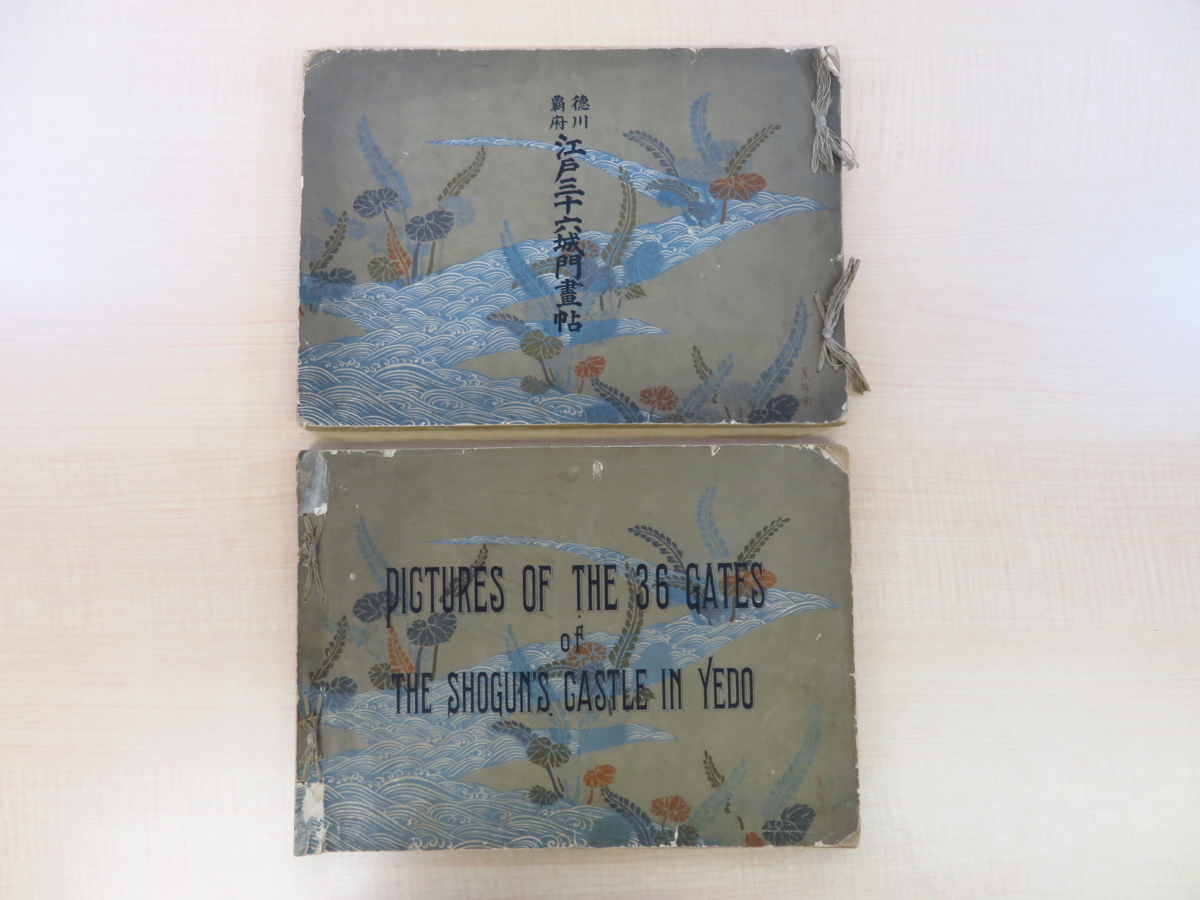 德川
覇府
江戸三十六城門畫帖
PICTURES OF THE 36 GATES
of
THE SHOGUN'S CASTLE IN YEDO